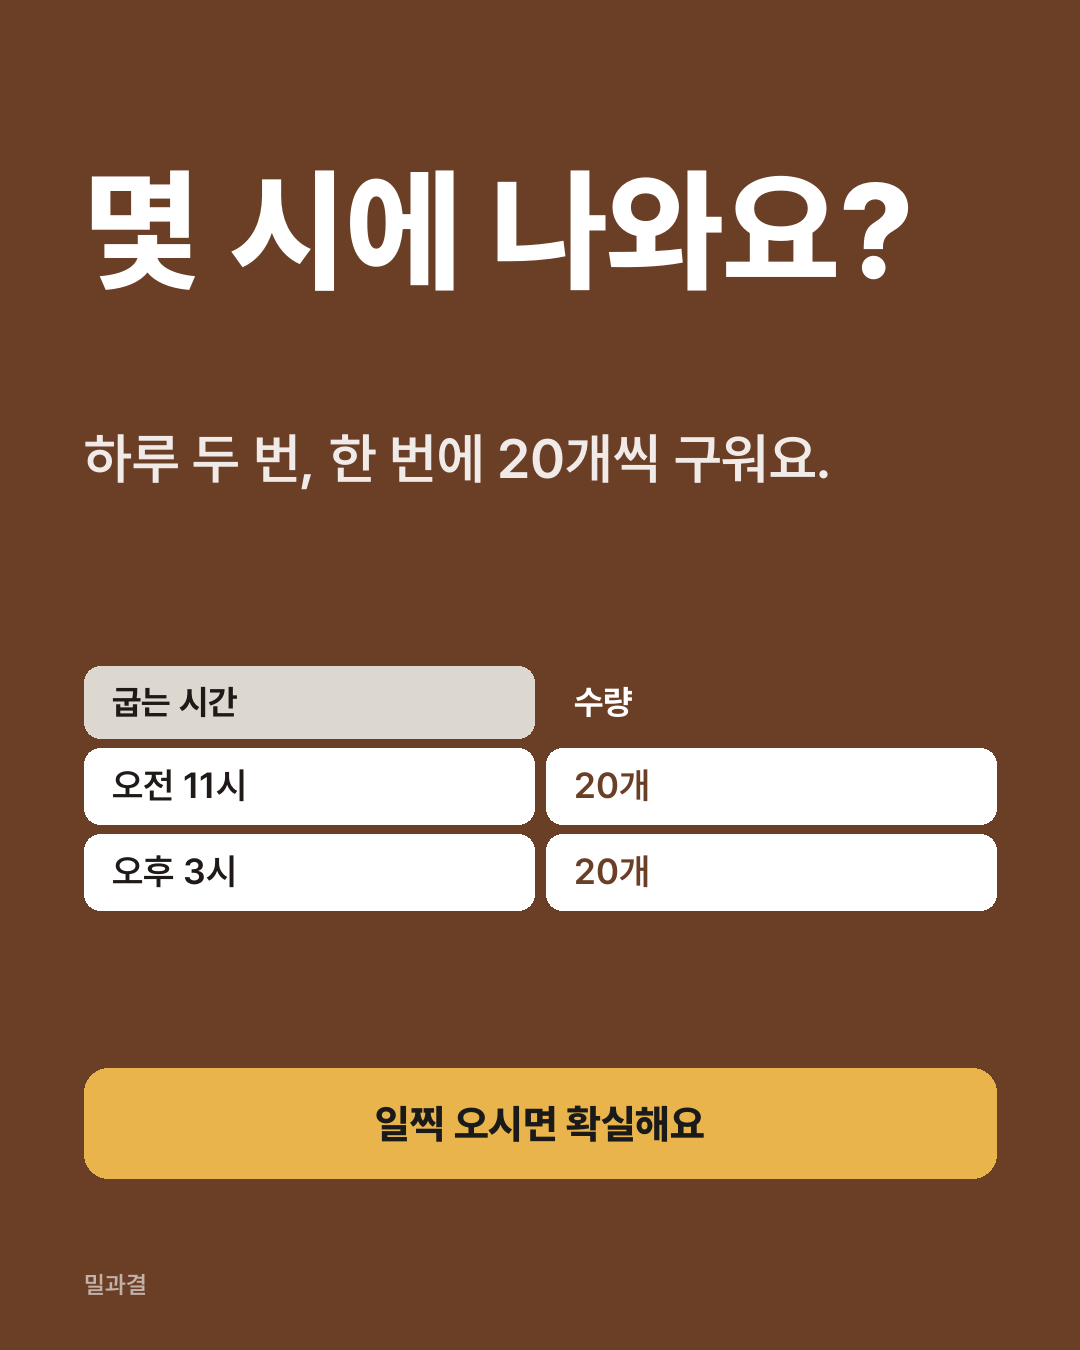 몇 시에 나와요?
하루 두 번, 한 번에 20개씩 구워요.
굽는 시간 수량
오전 11시 20개
오후 3시 20개
일찍 오시면 확실해요
밀과결